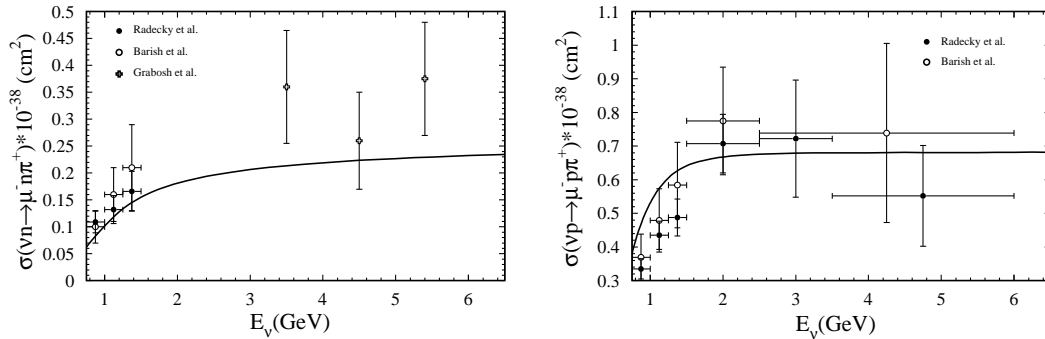 0.5
0.45
0.4
0.35
0.3
0.25
0.2
0.15
0.1
0.05
0
σ(νn→μ⁻nπ⁺)*10⁻³⁸ (cm²)
Radecky et al.
Barish et al.
Grabosh et al.
1 2 3 4 5 6
Eᵥ(GeV)
1.1
1
0.9
0.8
0.7
0.6
0.5
0.4
0.3
σ(νp→μ⁻pπ⁺)*10⁻³⁸ (cm²)
Radecky et al.
Barish et al.
1 2 3 4 5 6
Eᵥ(GeV)